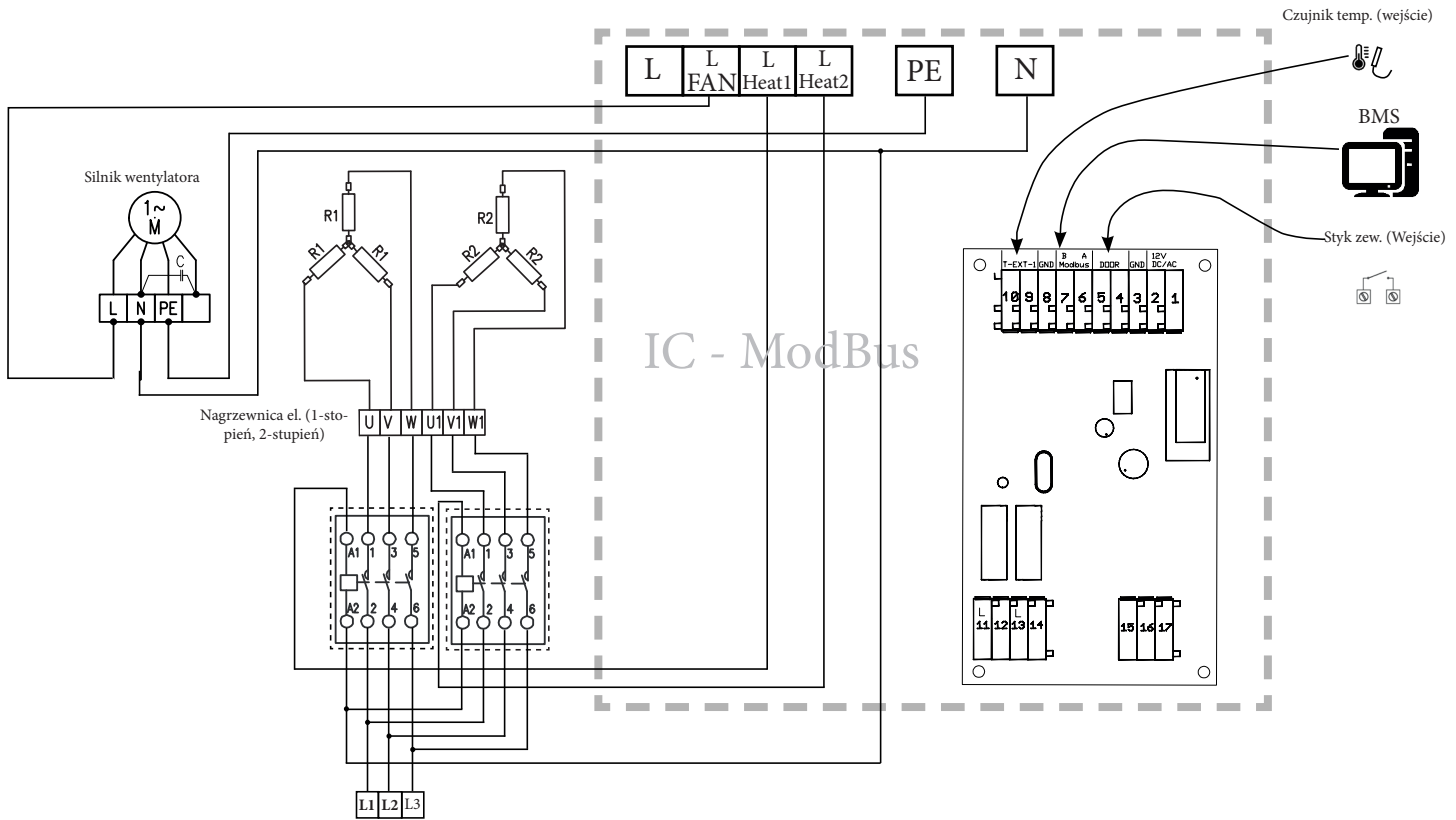 Czujnik temp. (wejście)
L
L
FAN
L
Heat1
L
Heat2
PE
N
BMS
Silnik wentylatora
1~
M
C
L N PE
R1
R1
R1
R2
R2
R2
Styk zew. (Wejście)
T-EXT-1 GND B A Modbus DOOR GND 12V DC/AC
10 9 8 7 6 5 4 3 2 1
IC - ModBus
Nagrzewnica el. (1-sto-
pień, 2-stupień)
U V W U1 V1 W1
A1 1 3 5
A2 2 4 6
A1 1 3 5
A2 2 4 6
L L
11 12 13 14
15 16 17
L1 L2 L3